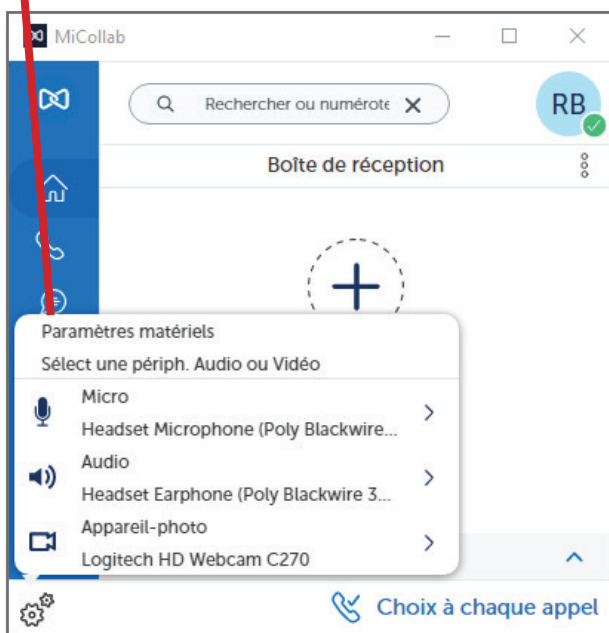 MiCollab
Rechercher ou numérote
RB
Boîte de réception
Paramètres matériels
Sélect une périph. Audio ou Vidéo
Micro
Headset Microphone (Poly Blackwire...
Audio
Headset Earphone (Poly Blackwire 3...
Appareil-photo
Logitech HD Webcam C270
Choix à chaque appel